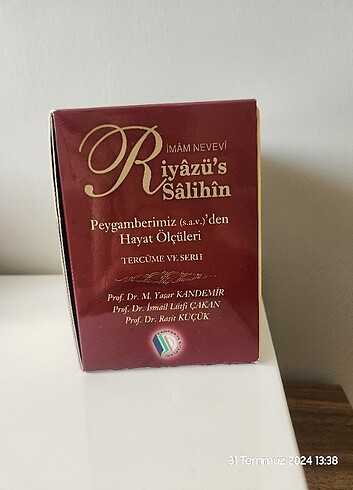 İMÂM NEVEVÎ
Riyâzü's
Sâlihîn
Peygamberimiz (s.a.v.)'den
Hayat Ölçüleri
TERCÜME VE ŞERH
Prof. Dr. M. Yaşar KANDEMİR
Prof. Dr. İsmail Lütfi ÇAKAN
Prof. Dr. Raşit KÜÇÜK
31 Temmuz 2024 13:38